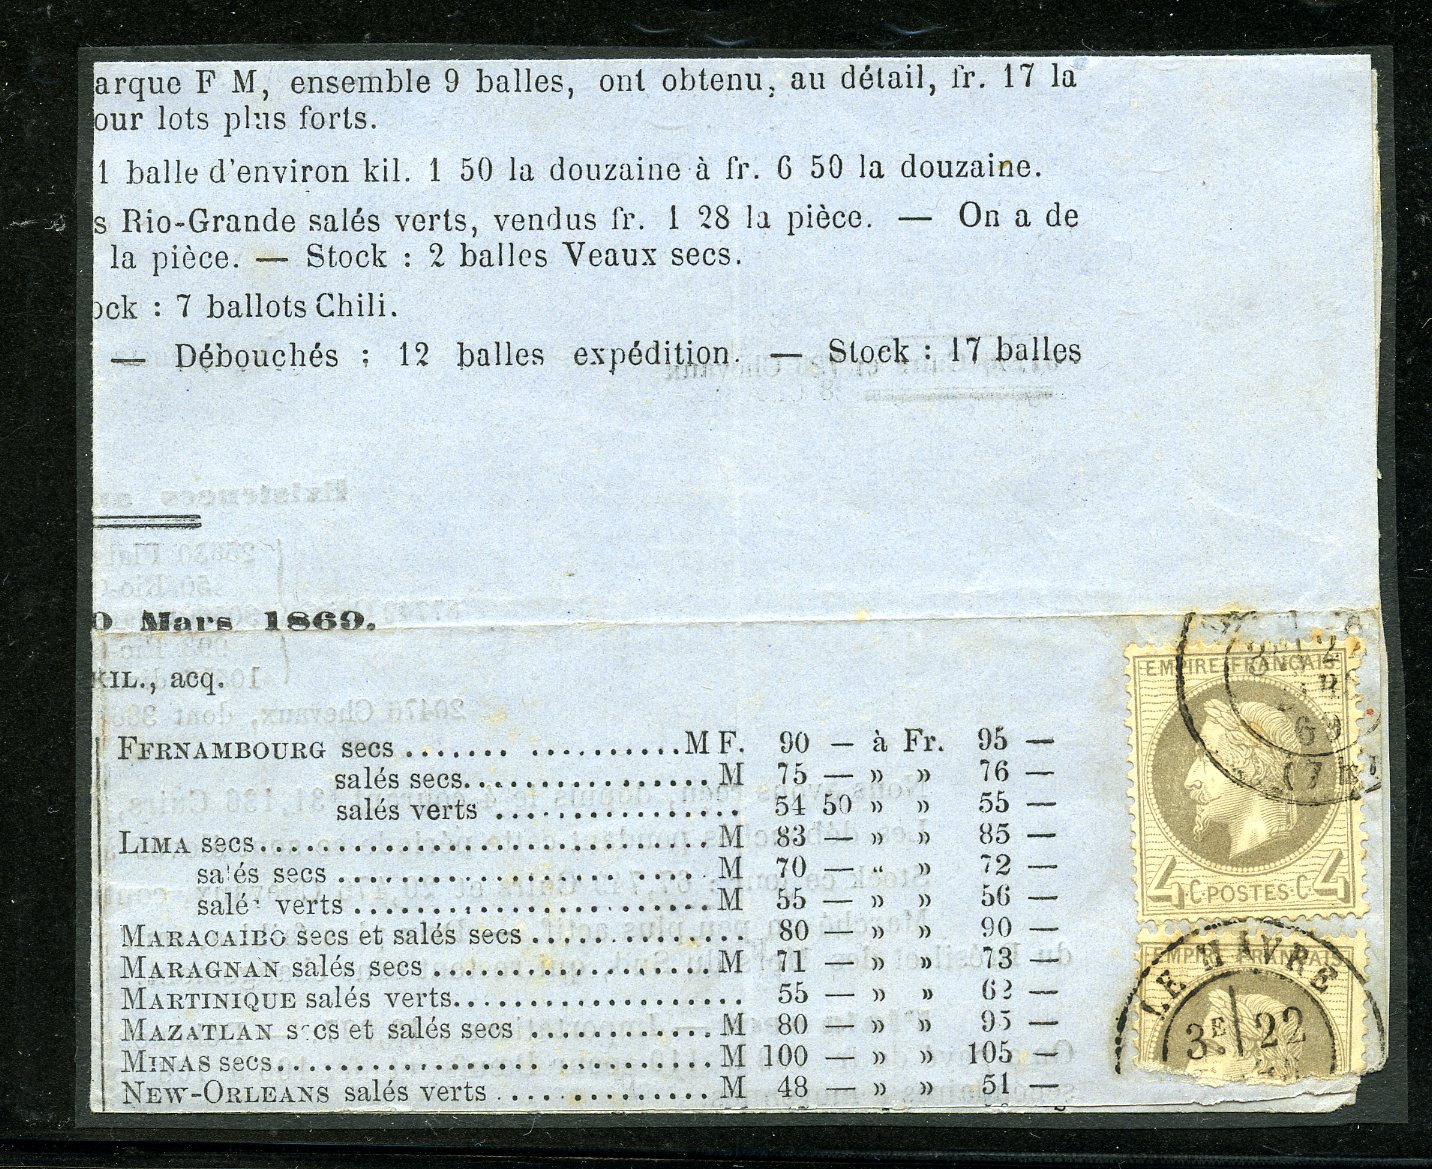 arque F M, ensemble 9 balles, ont obtenu, au détail, fr. 17 la
our lots plus forts.
1 balle d'environ kil. 1 50 la douzaine à fr. 6 50 la douzaine.
s Rio-Grande salés verts, vendus fr. 1 28 la pièce. — On a de
la pièce. — Stock : 2 balles Veaux secs.
ock : 7 ballots Chili.
— Débouchés : 12 balles expédition. — Stock : 17 balles
Mars 1869.
KIL., acq.
FERNAMBOURG secs ....... ..........M F. 90 — à Fr. 95 —
salés secs.................M 75 — » » 76 —
salés verts ................ 54 50 » » 55 —
LIMA secs..............................M 83 — » » 85 —
salés secs ........................ M 70 — “ » 72 —
salé verts ........................M 55 — » » 56 —
MARACAIBO secs et salés secs .............. 80 — » » 90 —
MARAGNAN salés secs ...................M 71 — » » 73 —
MARTINIQUE salés verts................... 55 — » » 62 —
MAZATLAN secs et salés secs ............M 80 — » » 95 —
MINAS secs............................M 100 — » » 105 —
NEW-ORLEANS salés verts ..............M 48 — » » 51 —
EMPIRE FRANÇAIS
69
(7
4 C. POSTES C. 4
EMPIRE FRANÇAIS
LE HAVRE
3E 22